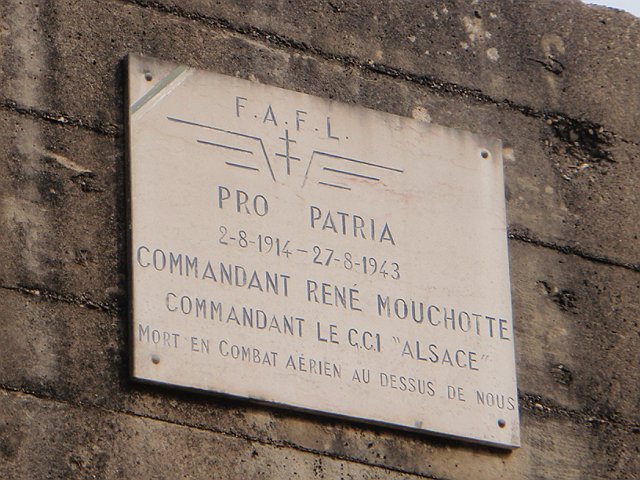 F.A.F.L.
PRO PATRIA
2-8-1914-27-8-1943
COMMANDANT RENÉ MOUCHOTTE
COMMANDANT LE G.C.1 "ALSACE"
MORT EN COMBAT AÉRIEN AU DESSUS DE NOUS